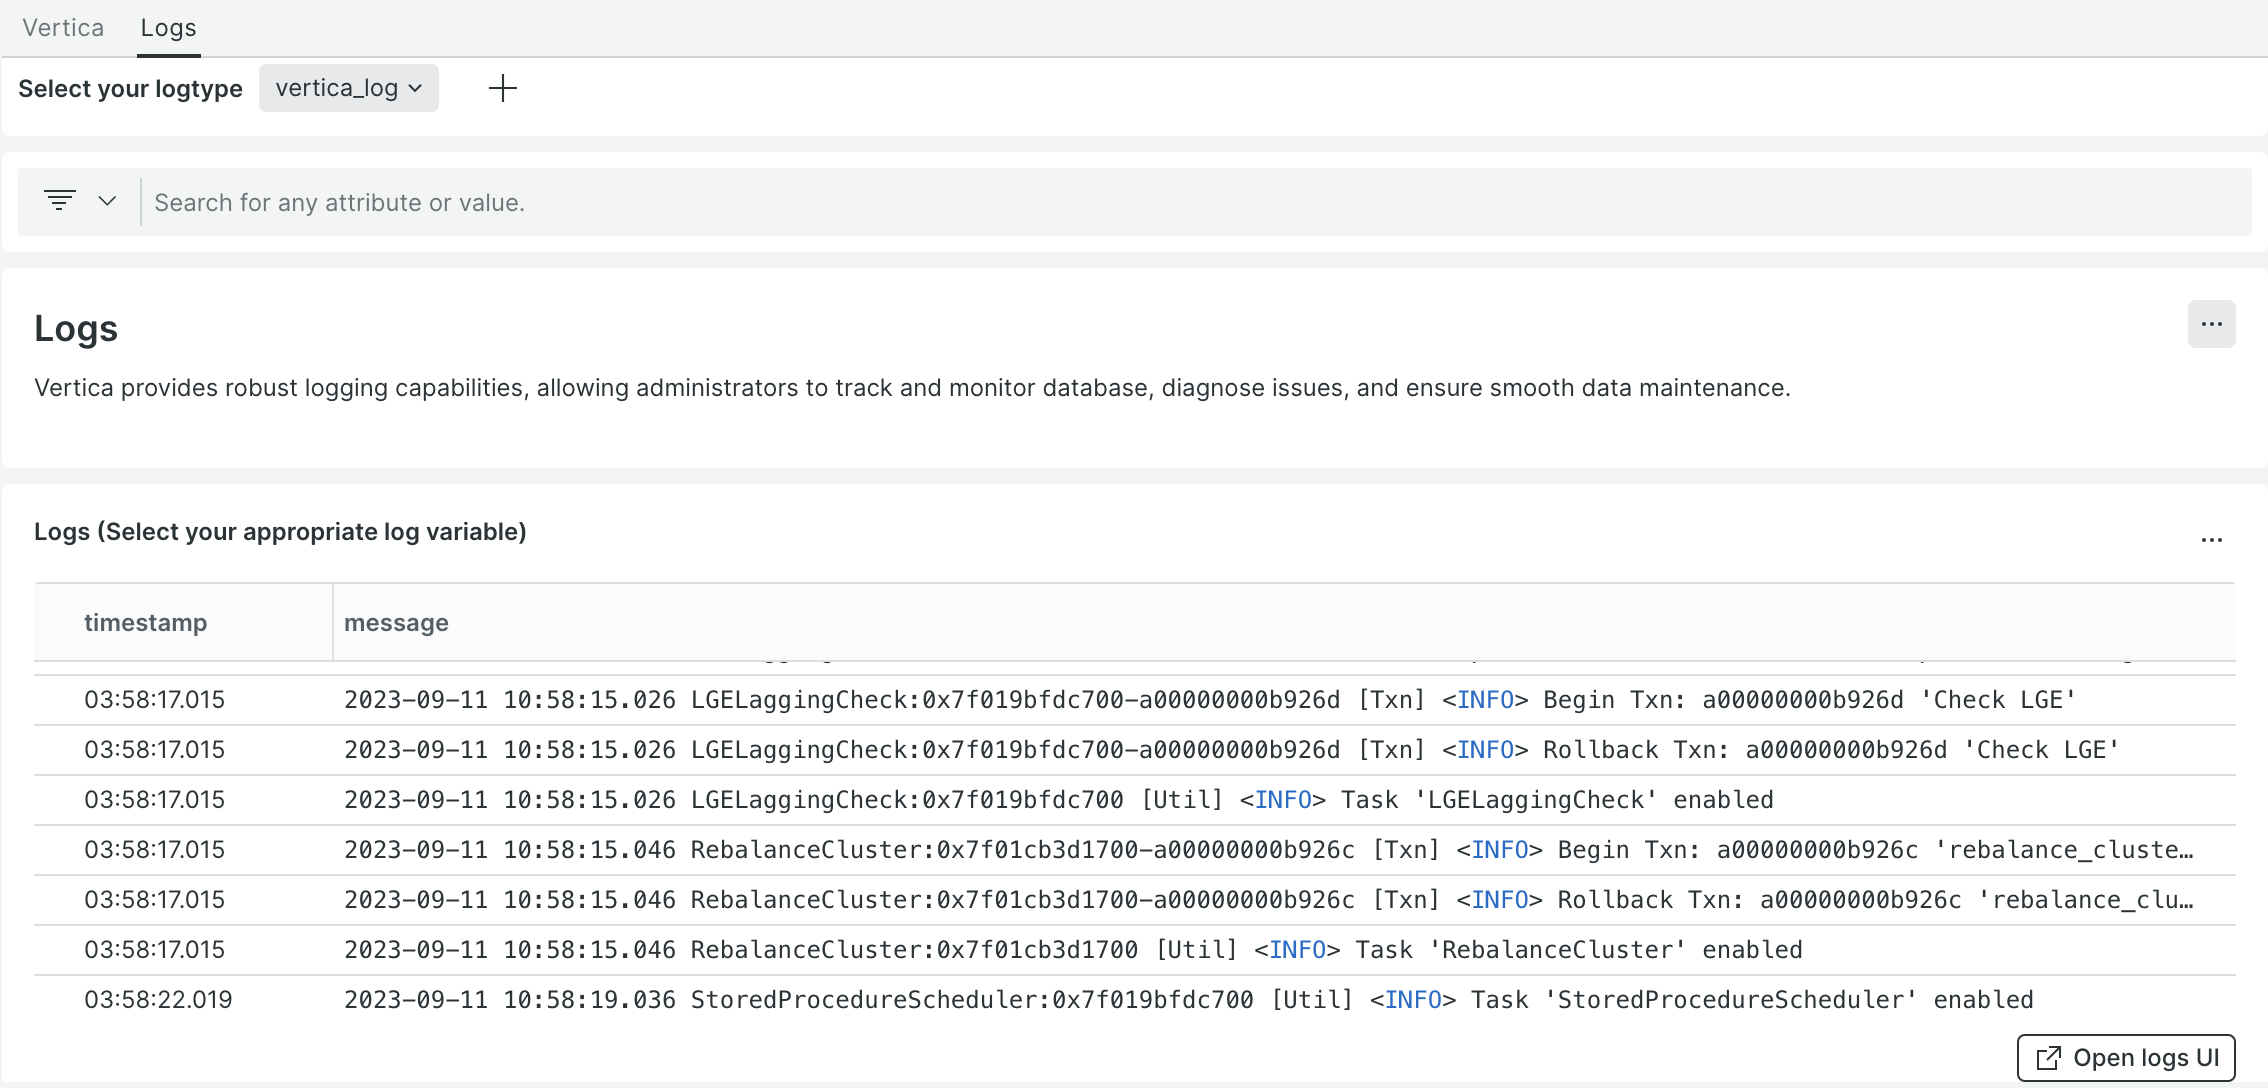 Vertica Logs
Select your logtype vertica_log
Search for any attribute or value.
Logs
Vertica provides robust logging capabilities, allowing administrators to track and monitor database, diagnose issues, and ensure smooth data maintenance.
Logs (Select your appropriate log variable)
timestamp message
03:58:17.015 2023-09-11 10:58:15.026 LGELaggingCheck:0x7f019bfdc700-a00000000b926d [Txn] <INFO> Begin Txn: a00000000b926d 'Check LGE'
03:58:17.015 2023-09-11 10:58:15.026 LGELaggingCheck:0x7f019bfdc700-a00000000b926d [Txn] <INFO> Rollback Txn: a00000000b926d 'Check LGE'
03:58:17.015 2023-09-11 10:58:15.026 LGELaggingCheck:0x7f019bfdc700 [Util] <INFO> Task 'LGELaggingCheck' enabled
03:58:17.015 2023-09-11 10:58:15.046 RebalanceCluster:0x7f01cb3d1700-a00000000b926c [Txn] <INFO> Begin Txn: a00000000b926c 'rebalance_cluste…
03:58:17.015 2023-09-11 10:58:15.046 RebalanceCluster:0x7f01cb3d1700-a00000000b926c [Txn] <INFO> Rollback Txn: a00000000b926c 'rebalance_clu…
03:58:17.015 2023-09-11 10:58:15.046 RebalanceCluster:0x7f01cb3d1700 [Util] <INFO> Task 'RebalanceCluster' enabled
03:58:22.019 2023-09-11 10:58:19.036 StoredProcedureScheduler:0x7f019bfdc700 [Util] <INFO> Task 'StoredProcedureScheduler' enabled
Open logs UI